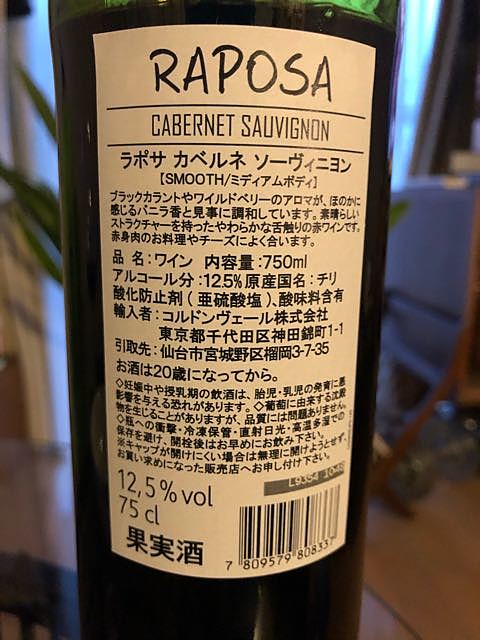 RAPOSA
CABERNET SAUVIGNON
ラポサ カベルネ ソーヴィニヨン
[SMOOTH/ミディアムボディ]
ブラックカラントやワイルドベリーのアロマが、ほのかに
感じるバニラ香と見事に調和しています。素晴らしい
ストラクチャーを持ったやわらかな舌触りの赤ワインです。
赤身肉のお料理やチーズによく合います。
品 名:ワイン 内容量:750ml
アルコール分:12.5% 原産国名:チリ
酸化防止剤(亜硫酸塩)、酸味料含有
輸入者:コルドンヴェール株式会社
東京都千代田区神田錦町1-1
引取先:仙台市宮城野区榴岡3-7-35
お酒は20歳になってから。
◇妊娠中や授乳期の飲酒は、胎児・乳児の発育に悪
影響を与える恐れがあります。◇葡萄に由来する沈殿
物を生じることがありますが、品質には問題ありません。
◇瓶への衝撃・冷凍保管・直射日光・高温多湿での
保存を避け、開栓後はお早めにお飲み下さい。
※キャップが開けにくい場合は無理に開けようとせず、
お買い求めになった販売店へお申し付け下さい。
L9354 10:48
12,5% vol
75 cl
果実酒
7 809579 808337